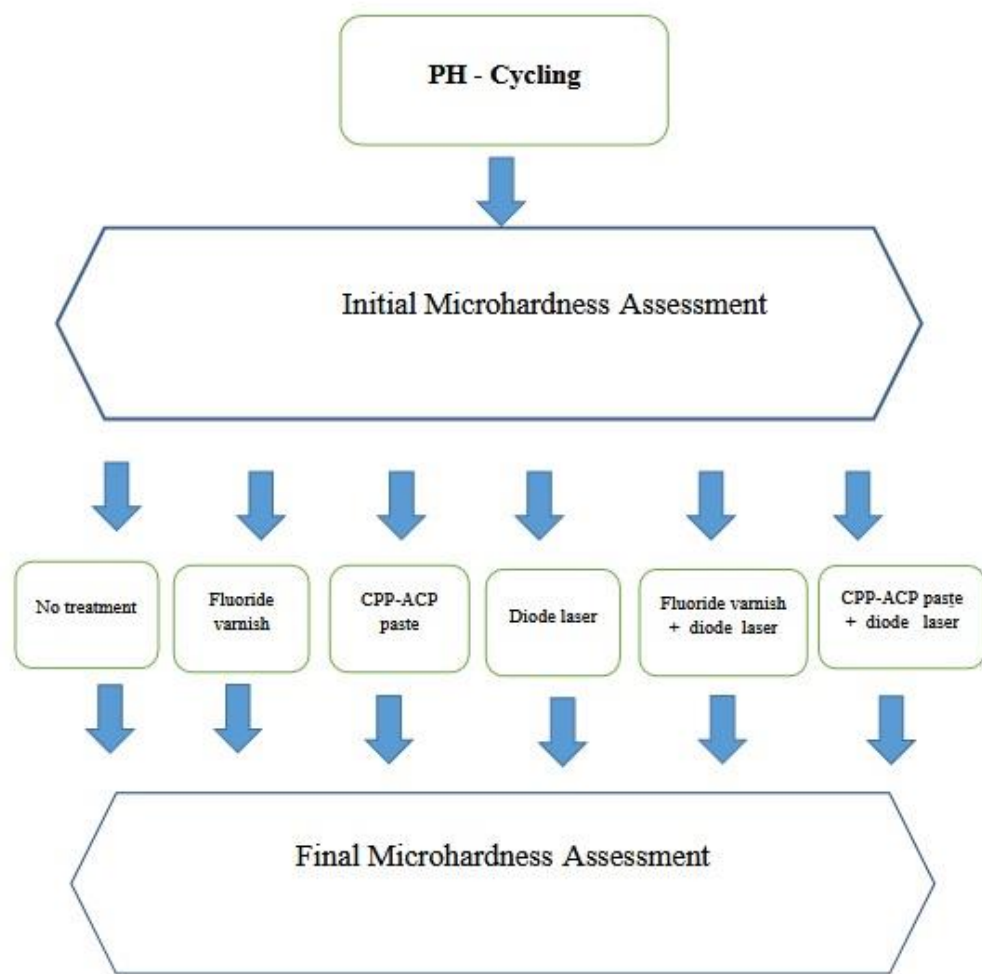 PH - Cycling
Initial Microhardness Assessment
No treatment
Fluoride
varnish
CPP-ACP
paste
Diode laser
Fluoride varnish
+ diode laser
CPP-ACP paste
+ diode laser
Final Microhardness Assessment